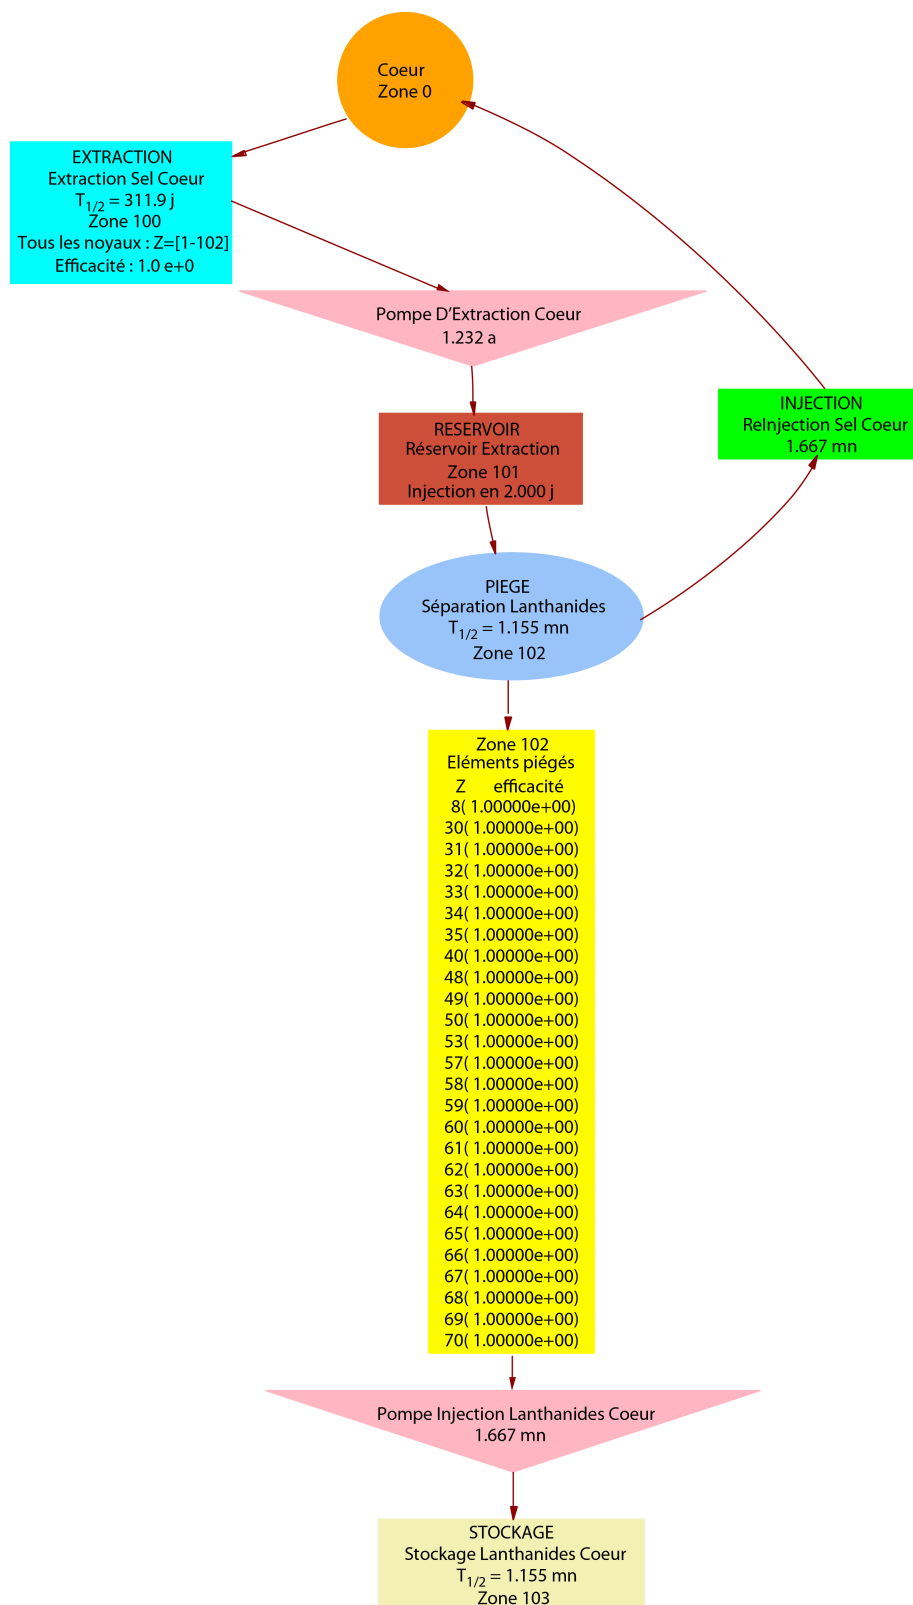 Coeur
Zone 0
EXTRACTION
Extraction Sel Coeur
T1/2 = 311.9 j
Zone 100
Tous les noyaux : Z=[1-102]
Efficacité : 1.0 e+0
Pompe D’Extraction Coeur
1.232 a
RESERVOIR
Réservoir Extraction
Zone 101
Injection en 2.000 j
INJECTION
ReInjection Sel Coeur
1.667 mn
PIEGE
Séparation Lanthanides
T1/2 = 1.155 mn
Zone 102
Zone 102
Eléments piégés
Z efficacité
8( 1.00000e+00)
30( 1.00000e+00)
31( 1.00000e+00)
32( 1.00000e+00)
33( 1.00000e+00)
34( 1.00000e+00)
35( 1.00000e+00)
40( 1.00000e+00)
48( 1.00000e+00)
49( 1.00000e+00)
50( 1.00000e+00)
53( 1.00000e+00)
57( 1.00000e+00)
58( 1.00000e+00)
59( 1.00000e+00)
60( 1.00000e+00)
61( 1.00000e+00)
62( 1.00000e+00)
63( 1.00000e+00)
64( 1.00000e+00)
65( 1.00000e+00)
66( 1.00000e+00)
67( 1.00000e+00)
68( 1.00000e+00)
69( 1.00000e+00)
70( 1.00000e+00)
Pompe Injection Lanthanides Coeur
1.667 mn
STOCKAGE
Stockage Lanthanides Coeur
T1/2 = 1.155 mn
Zone 103